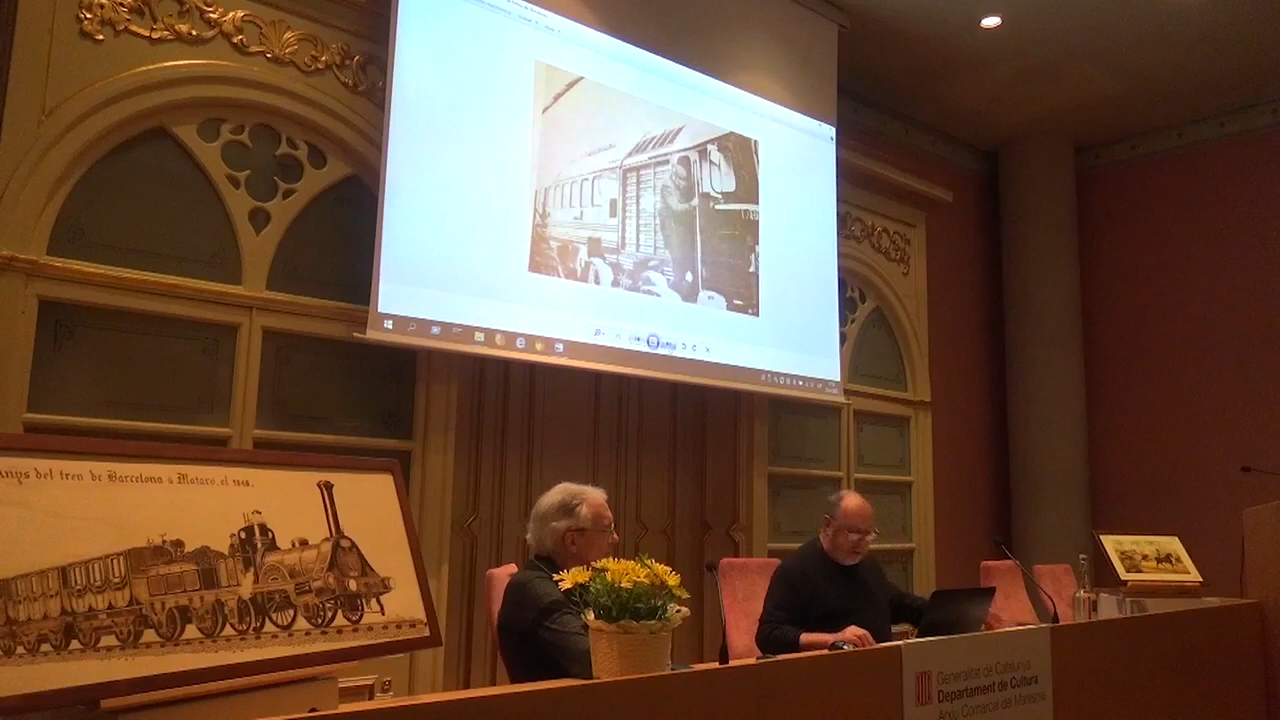 anys del tren de Barcelona a Mataró, el 1848.
Generalitat de Catalunya
Departament de Cultura
Arxiu Comarcal del Maresme